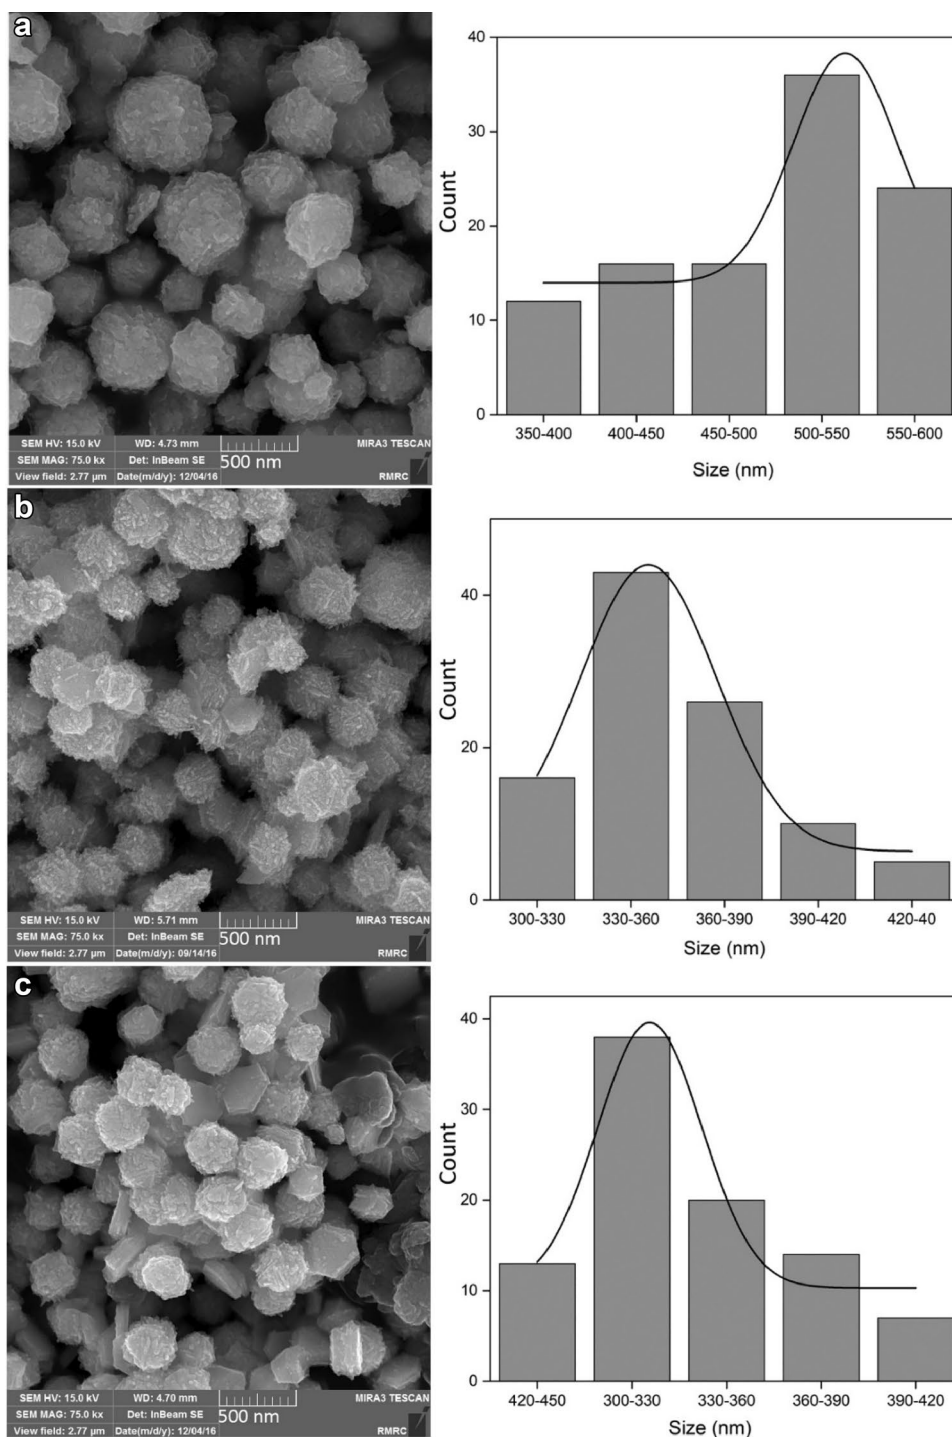 a
SEM HV: 15.0 kV WD: 4.73 mm MIRA3 TESCAN
SEM MAG: 75.0 kx Det: InBeam SE 500 nm
View field: 2.77 µm Date(m/d/y): 12/04/16 RMRC
40
30
20
10
0
Count
350-400 400-450 450-500 500-550 550-600
Size (nm)
b
SEM HV: 15.0 kV WD: 5.71 mm MIRA3 TESCAN
SEM MAG: 75.0 kx Det: InBeam SE 500 nm
View field: 2.77 µm Date(m/d/y): 09/14/16 RMRC
40
20
0
Count
300-330 330-360 360-390 390-420 420-40
Size (nm)
c
SEM HV: 15.0 kV WD: 4.70 mm MIRA3 TESCAN
SEM MAG: 75.0 kx Det: InBeam SE 500 nm
View field: 2.77 µm Date(m/d/y): 12/04/16 RMRC
40
30
20
10
0
Count
420-450 300-330 330-360 360-390 390-420
Size (nm)